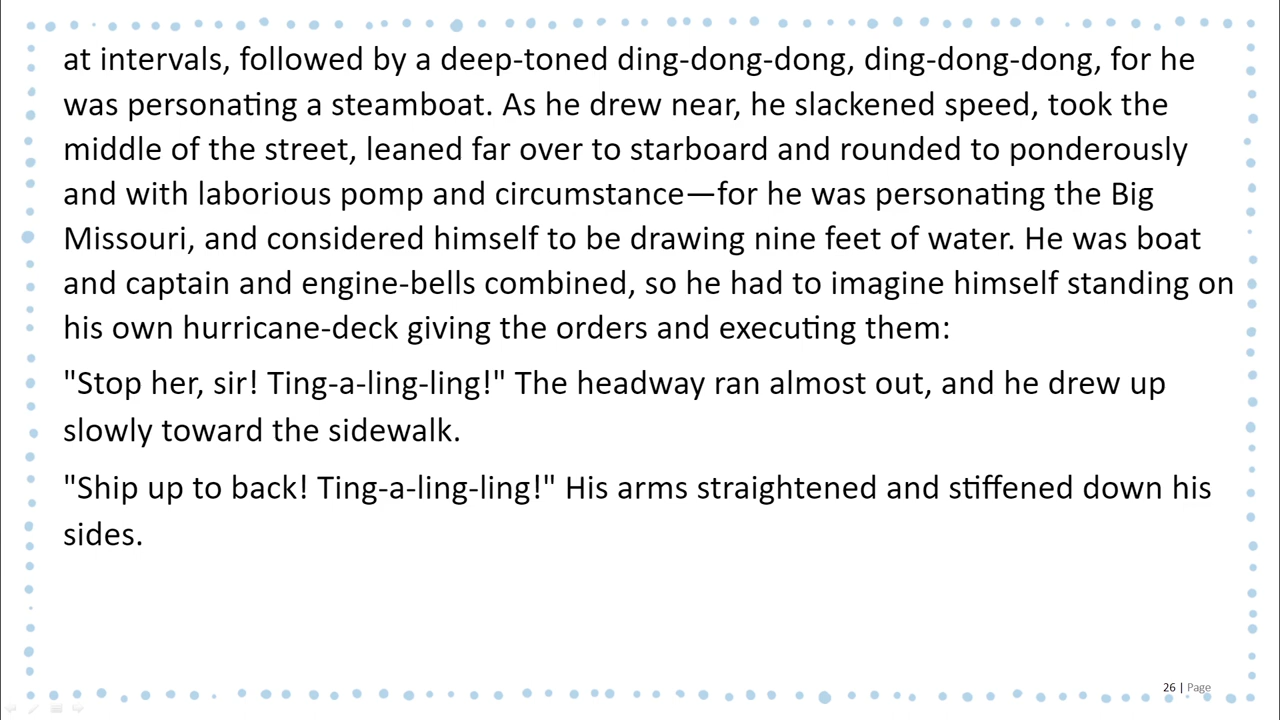 at intervals, followed by a deep-toned ding-dong-dong, ding-dong-dong, for he
was personating a steamboat. As he drew near, he slackened speed, took the
middle of the street, leaned far over to starboard and rounded to ponderously
and with laborious pomp and circumstance—for he was personating the Big
Missouri, and considered himself to be drawing nine feet of water. He was boat
and captain and engine-bells combined, so he had to imagine himself standing on
his own hurricane-deck giving the orders and executing them:
"Stop her, sir! Ting-a-ling-ling!" The headway ran almost out, and he drew up
slowly toward the sidewalk.
"Ship up to back! Ting-a-ling-ling!" His arms straightened and stiffened down his
sides.
26 | Page